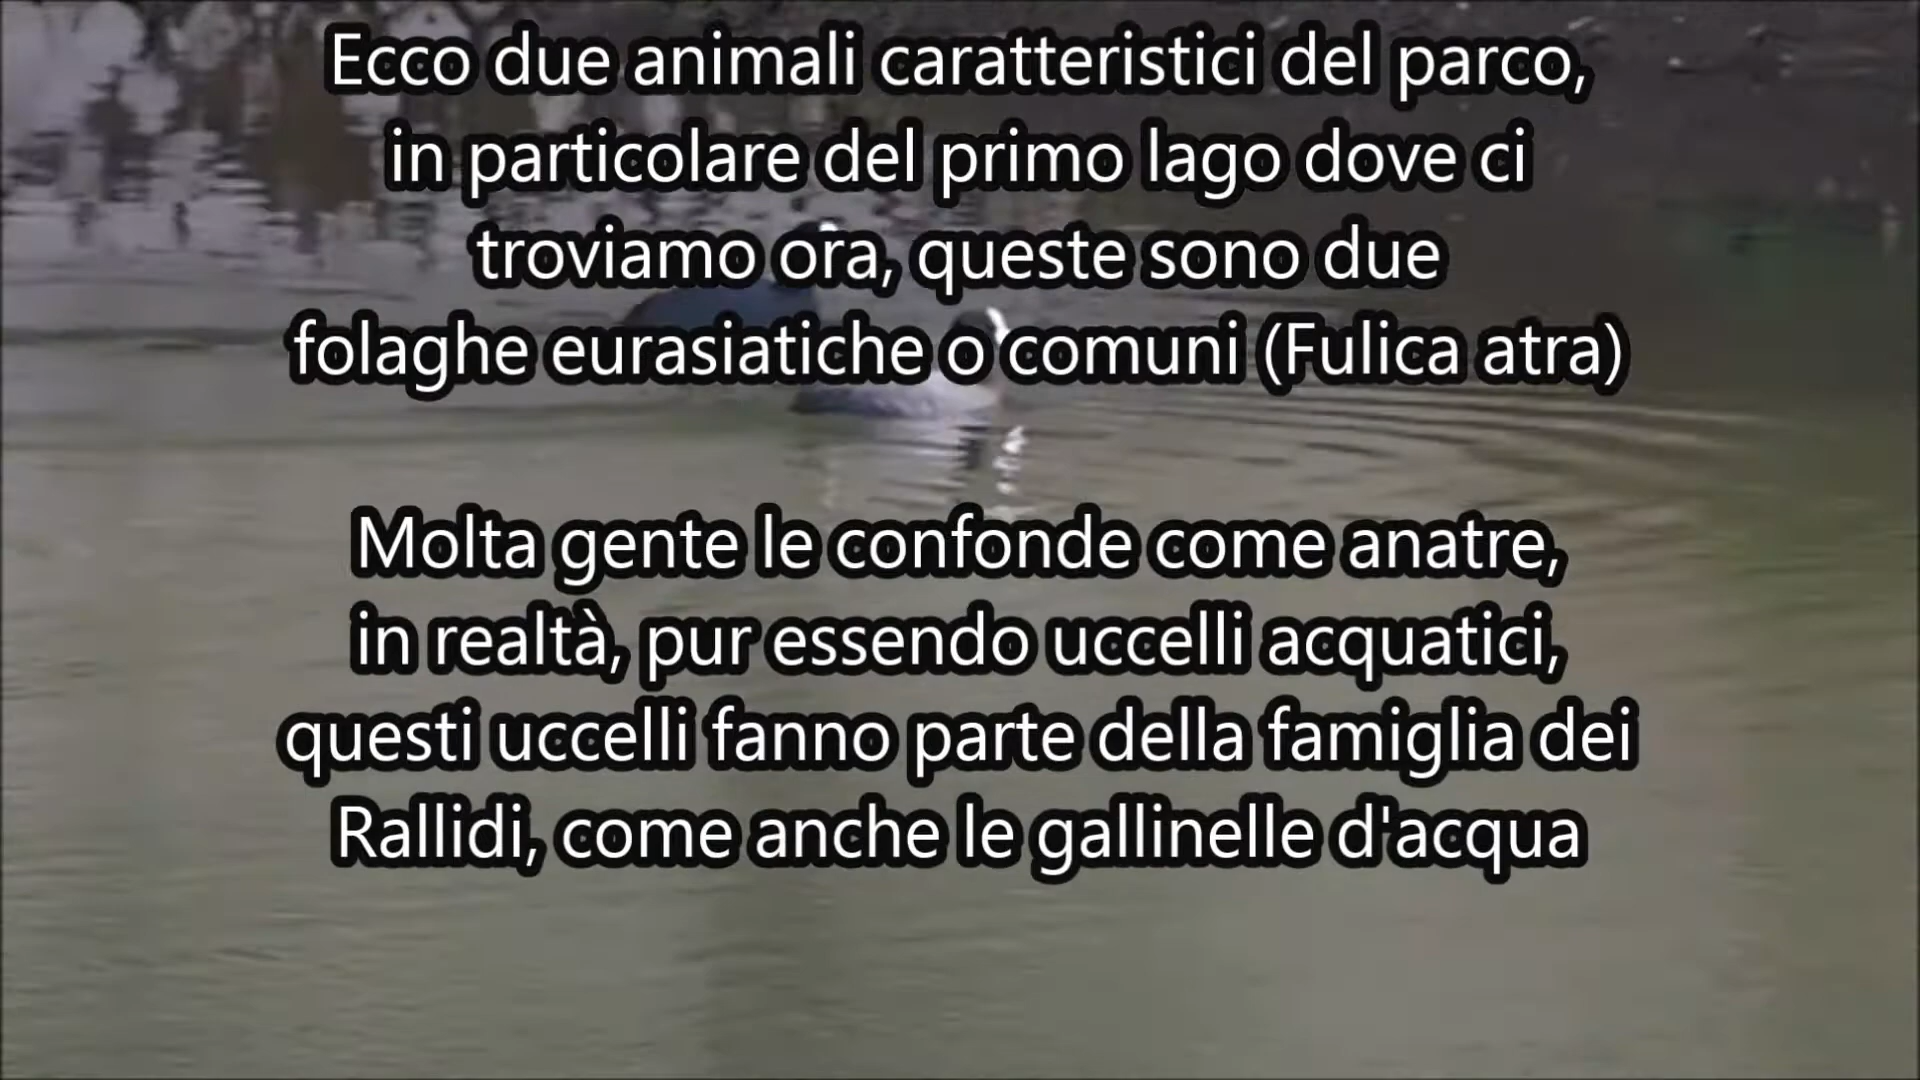 Ecco due animali caratteristici del parco,
in particolare del primo lago dove ci
troviamo ora, queste sono due
folaghe eurasiatiche o comuni (Fulica atra)
Molta gente le confonde come anatre,
in realtà, pur essendo uccelli acquatici,
questi uccelli fanno parte della famiglia dei
Rallidi, come anche le gallinelle d'acqua